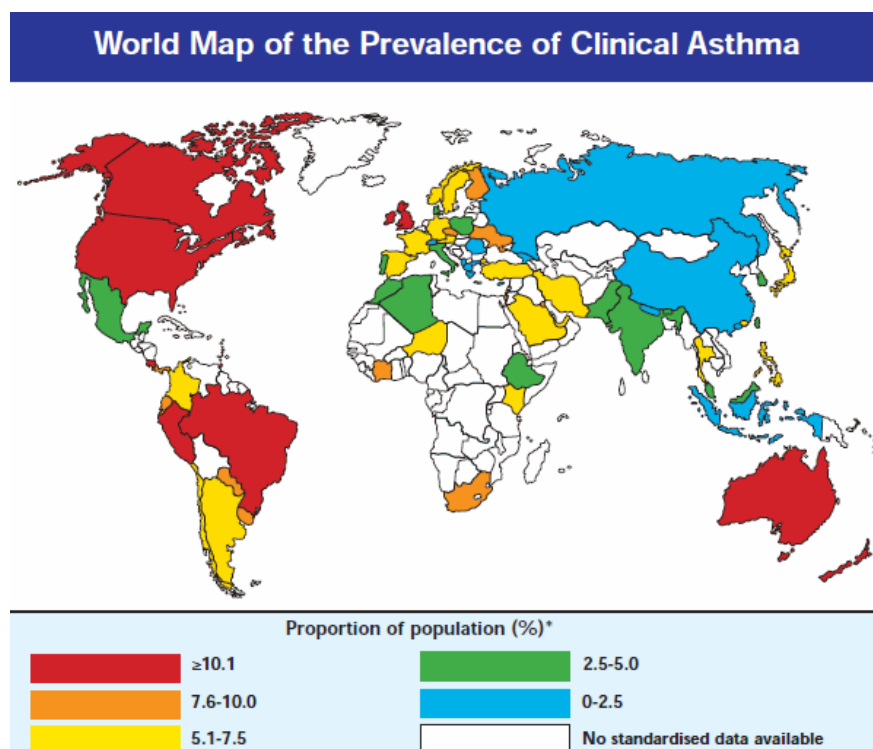 World Map of the Prevalence of Clinical Asthma
Proportion of population (%)*
≥10.1
7.6-10.0
5.1-7.5
2.5-5.0
0-2.5
No standardised data available